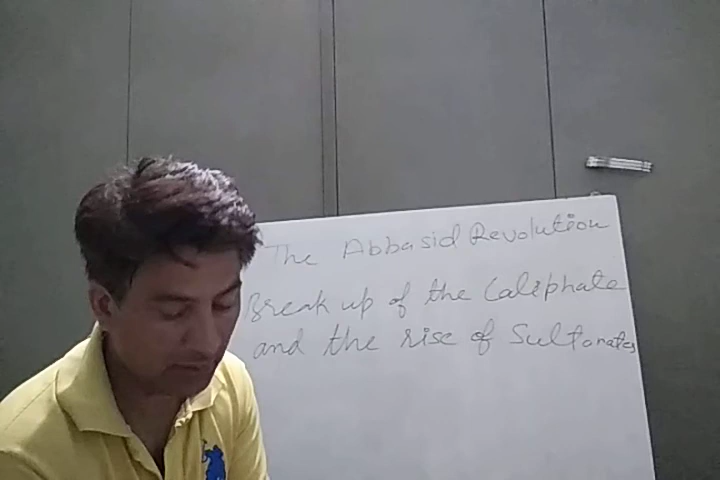 The Abbasid Revolution
Break up of the Caliphate
and the rise of Sultanates